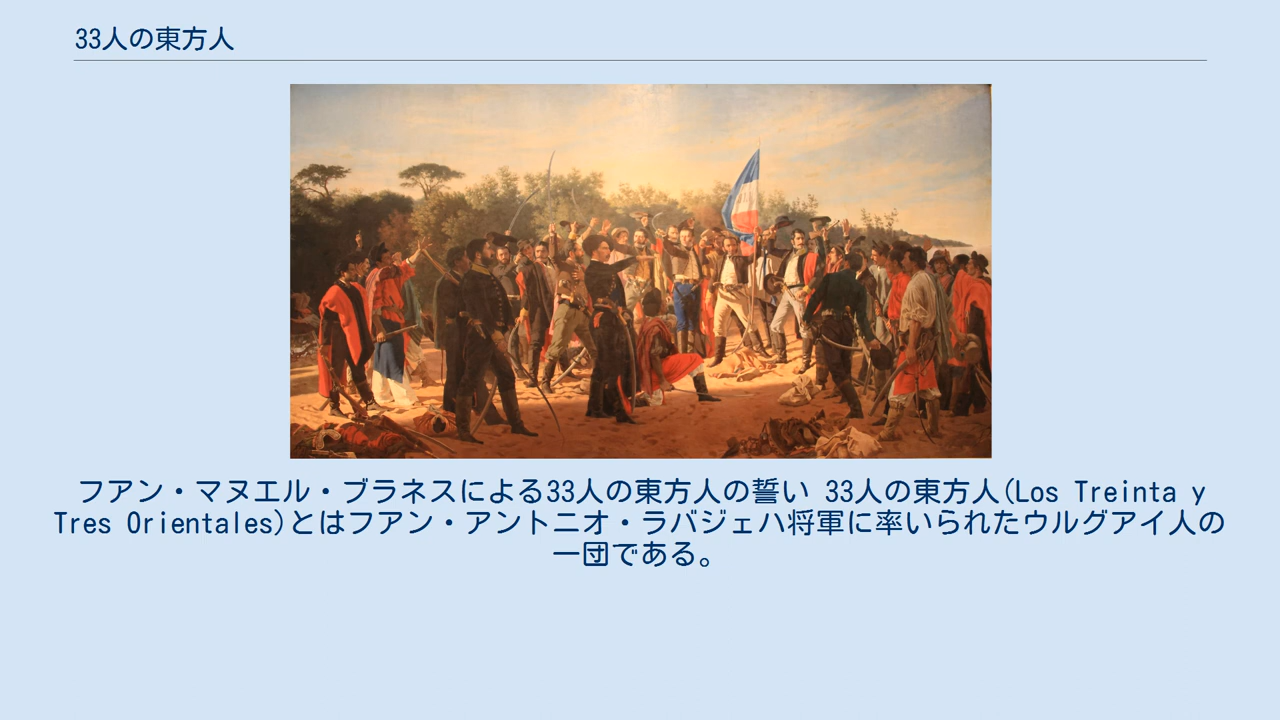 33人の東方人
フアン・マヌエル・ブラネスによる33人の東方人の誓い 33人の東方人(Los Treinta y
Tres Orientales)とはフアン・アントニオ・ラバジェハ将軍に率いられたウルグアイ人の
一団である。